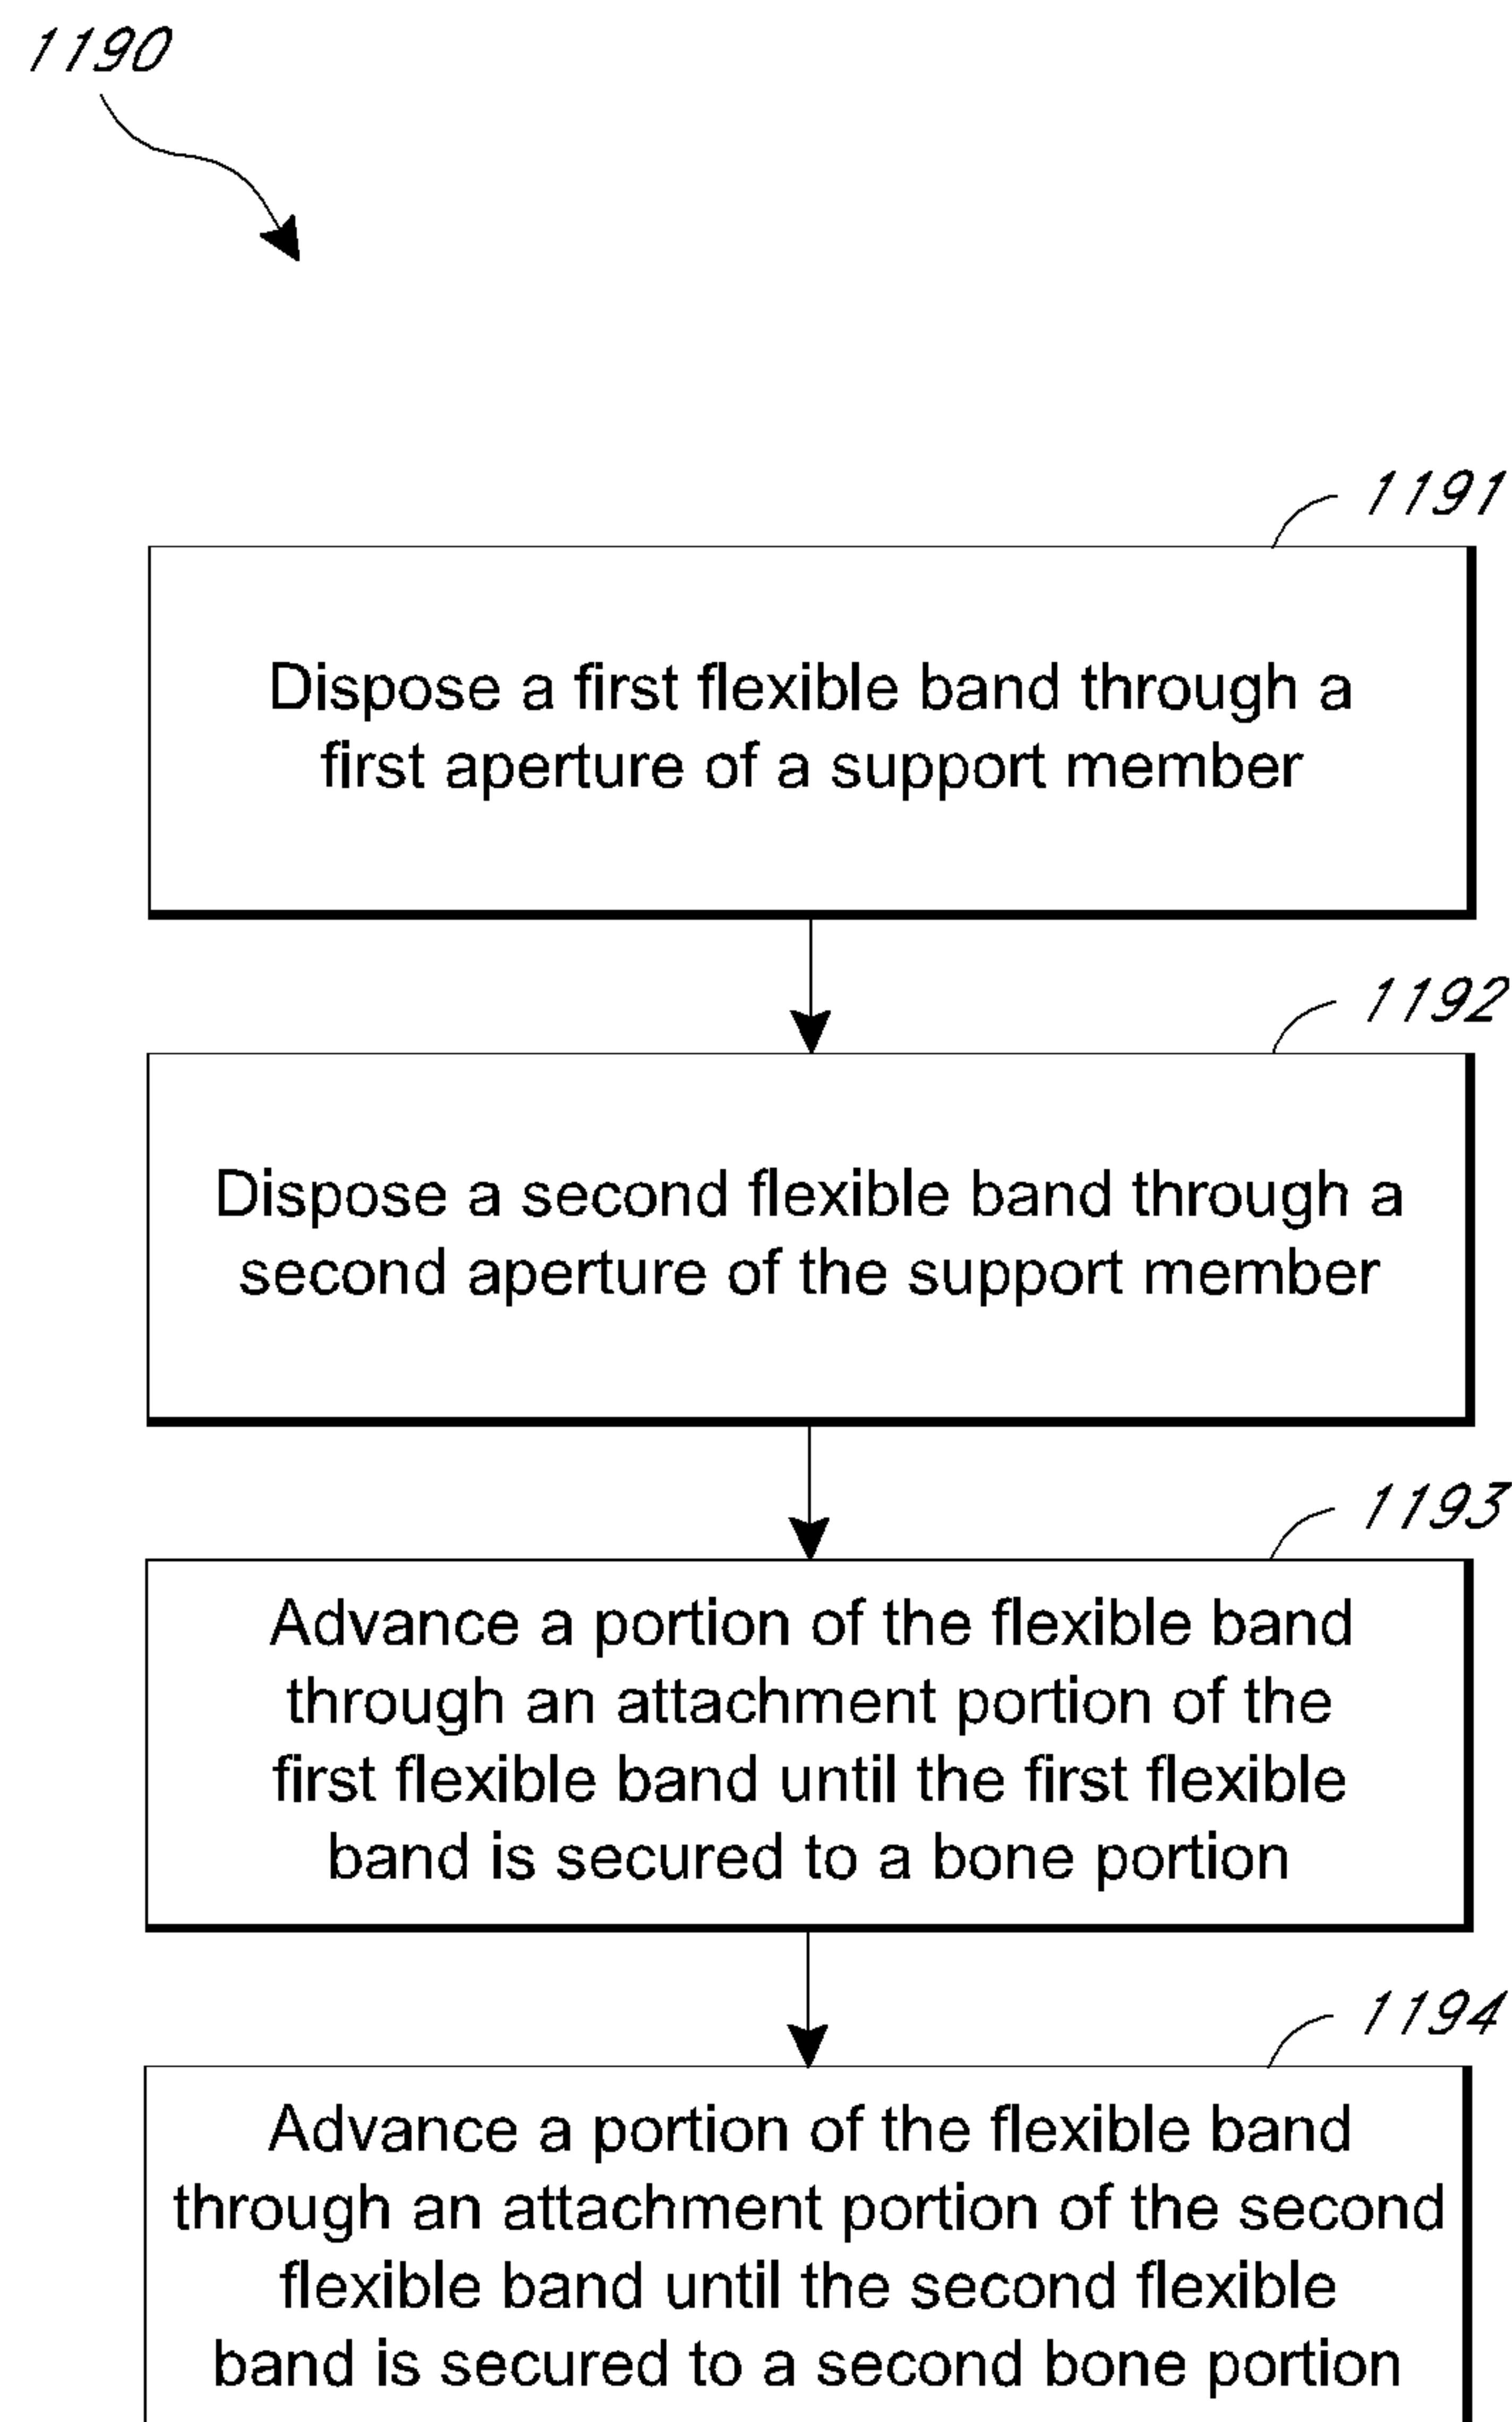 1190
1191
Dispose a first flexible band through a
first aperture of a support member
1192
Dispose a second flexible band through a
second aperture of the support member
1193
Advance a portion of the flexible band
through an attachment portion of the
first flexible band until the first flexible
band is secured to a bone portion
1194
Advance a portion of the flexible band
through an attachment portion of the second
flexible band until the second flexible
band is secured to a second bone portion